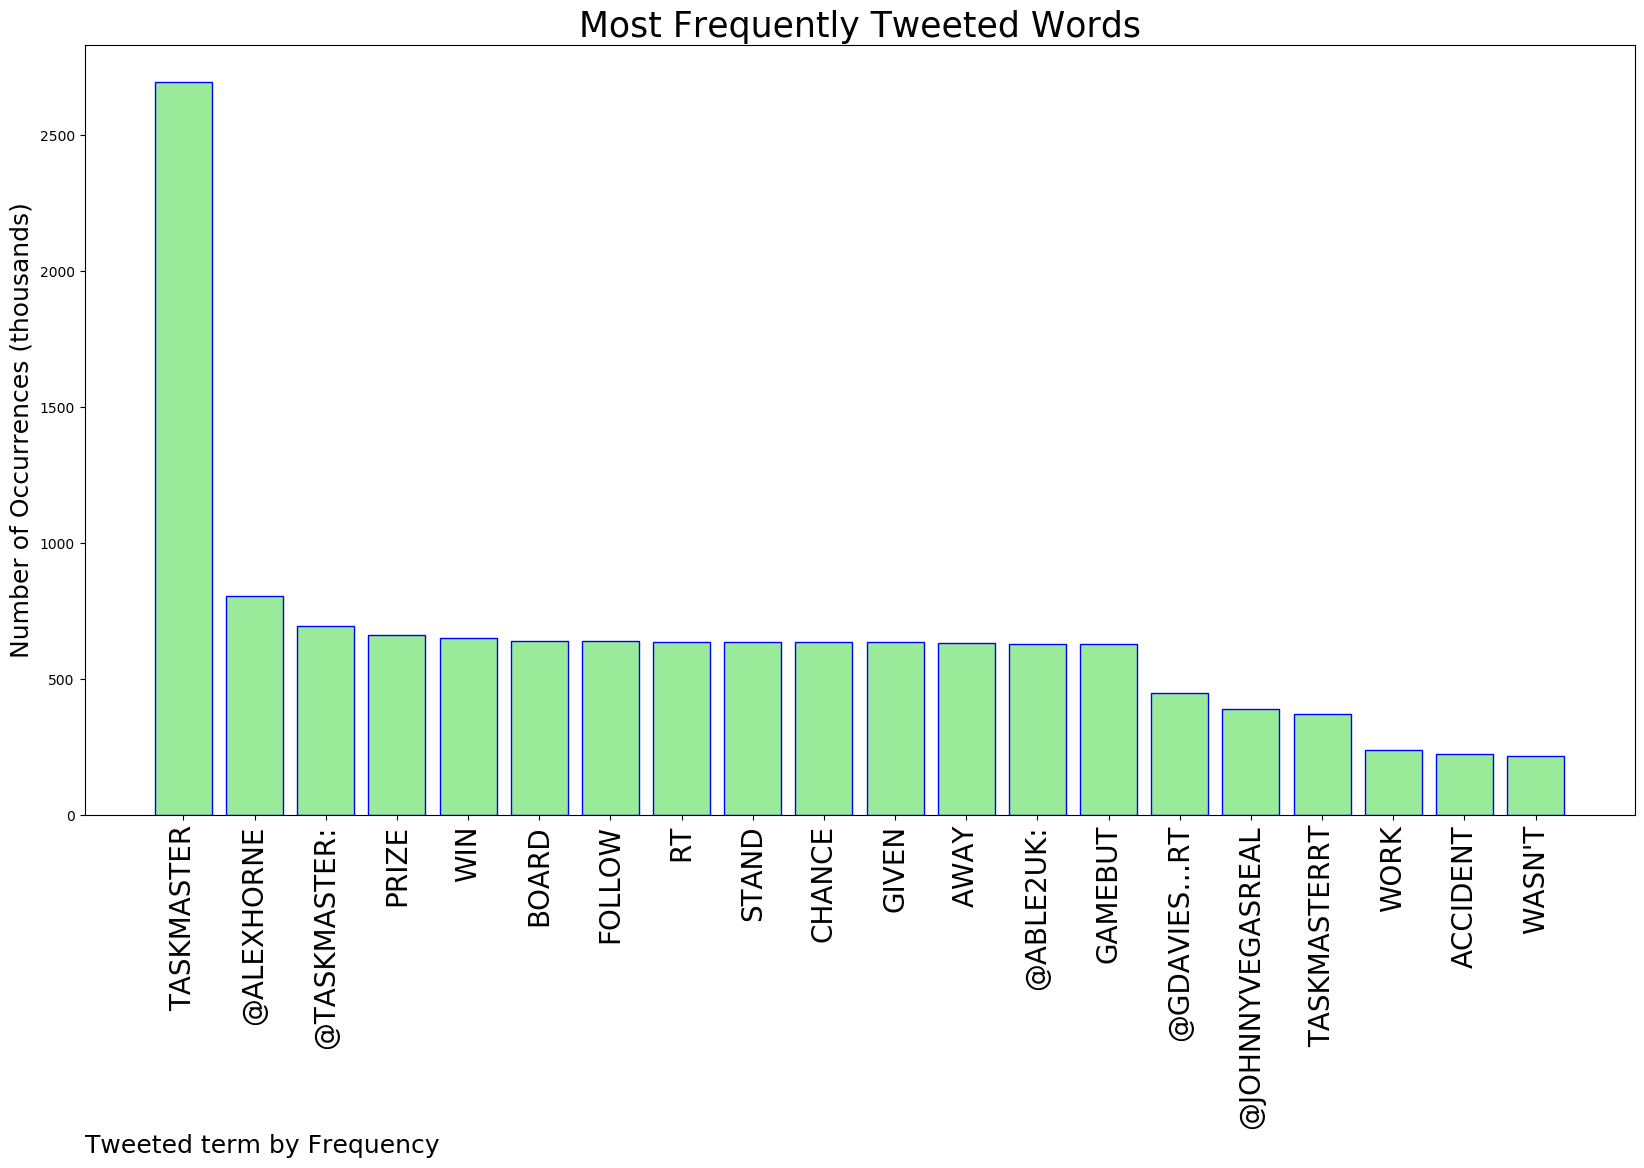 Most Frequently Tweeted Words
Number of Occurrences (thousands)
2500
2000
1500
1000
500
0
TASKMASTER
@ALEXHORNE
@TASKMASTER:
PRIZE
WIN
BOARD
FOLLOW
RT
STAND
CHANCE
GIVEN
AWAY
@ABLE2UK:
GAMEBUT
@GDAVIES...RT
@JOHNNYVEGASREAL
TASKMASTERRT
WORK
ACCIDENT
WASN'T
Tweeted term by Frequency